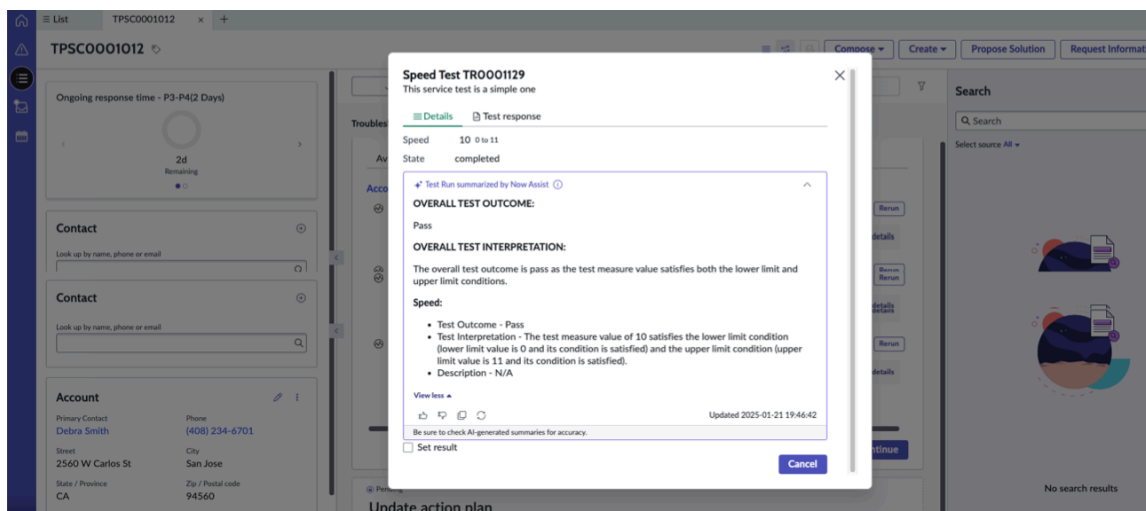 List
TPSC0001012
TPSC0001012
Compose
Create
Propose Solution
Request Informat
Ongoing response time - P3-P4(2 Days)
2d
Remaining
Contact
Look up by name, phone or email
Contact
Look up by name, phone or email
Account
Primary Contact
Phone
Debra Smith
(408) 234-6701
Street
City
2560 W Carlos St
San Jose
State / Province
Zip / Postal code
CA
94560
Troubles
Av
Acco
Speed Test TR0001129
This service test is a simple one
Details
Test response
Speed 10 0 to 11
State completed
Test Run summarized by Now Assist
OVERALL TEST OUTCOME:
Pass
OVERALL TEST INTERPRETATION:
The overall test outcome is pass as the test measure value satisfies both the lower limit and
upper limit conditions.
Speed:
• Test Outcome - Pass
• Test Interpretation - The test measure value of 10 satisfies the lower limit condition
(lower limit value is 0 and its condition is satisfied) and the upper limit condition (upper
limit value is 11 and its condition is satisfied).
• Description - N/A
View less
Updated 2025-01-21 19:46:42
Be sure to check AI-generated summaries for accuracy.
Set result
Cancel
Rerun
details
Rerun
Rerun
details
details
Rerun
details
ntinue
Pending
Update action plan
Search
Search
Select source All
No search results